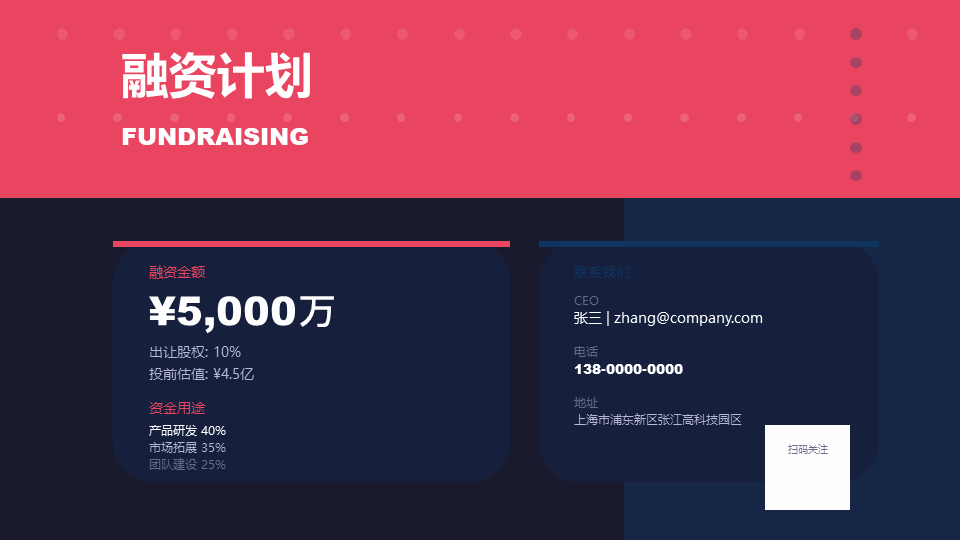 融资计划
FUNDRAISING
融资金额
¥5,000万
出让股权: 10%
投前估值: ¥4.5亿
资金用途
产品研发 40%
市场拓展 35%
团队建设 25%
联系我们
CEO
张三 | zhang@company.com
电话
138-0000-0000
地址
上海市浦东新区张江高科技园区
扫码关注